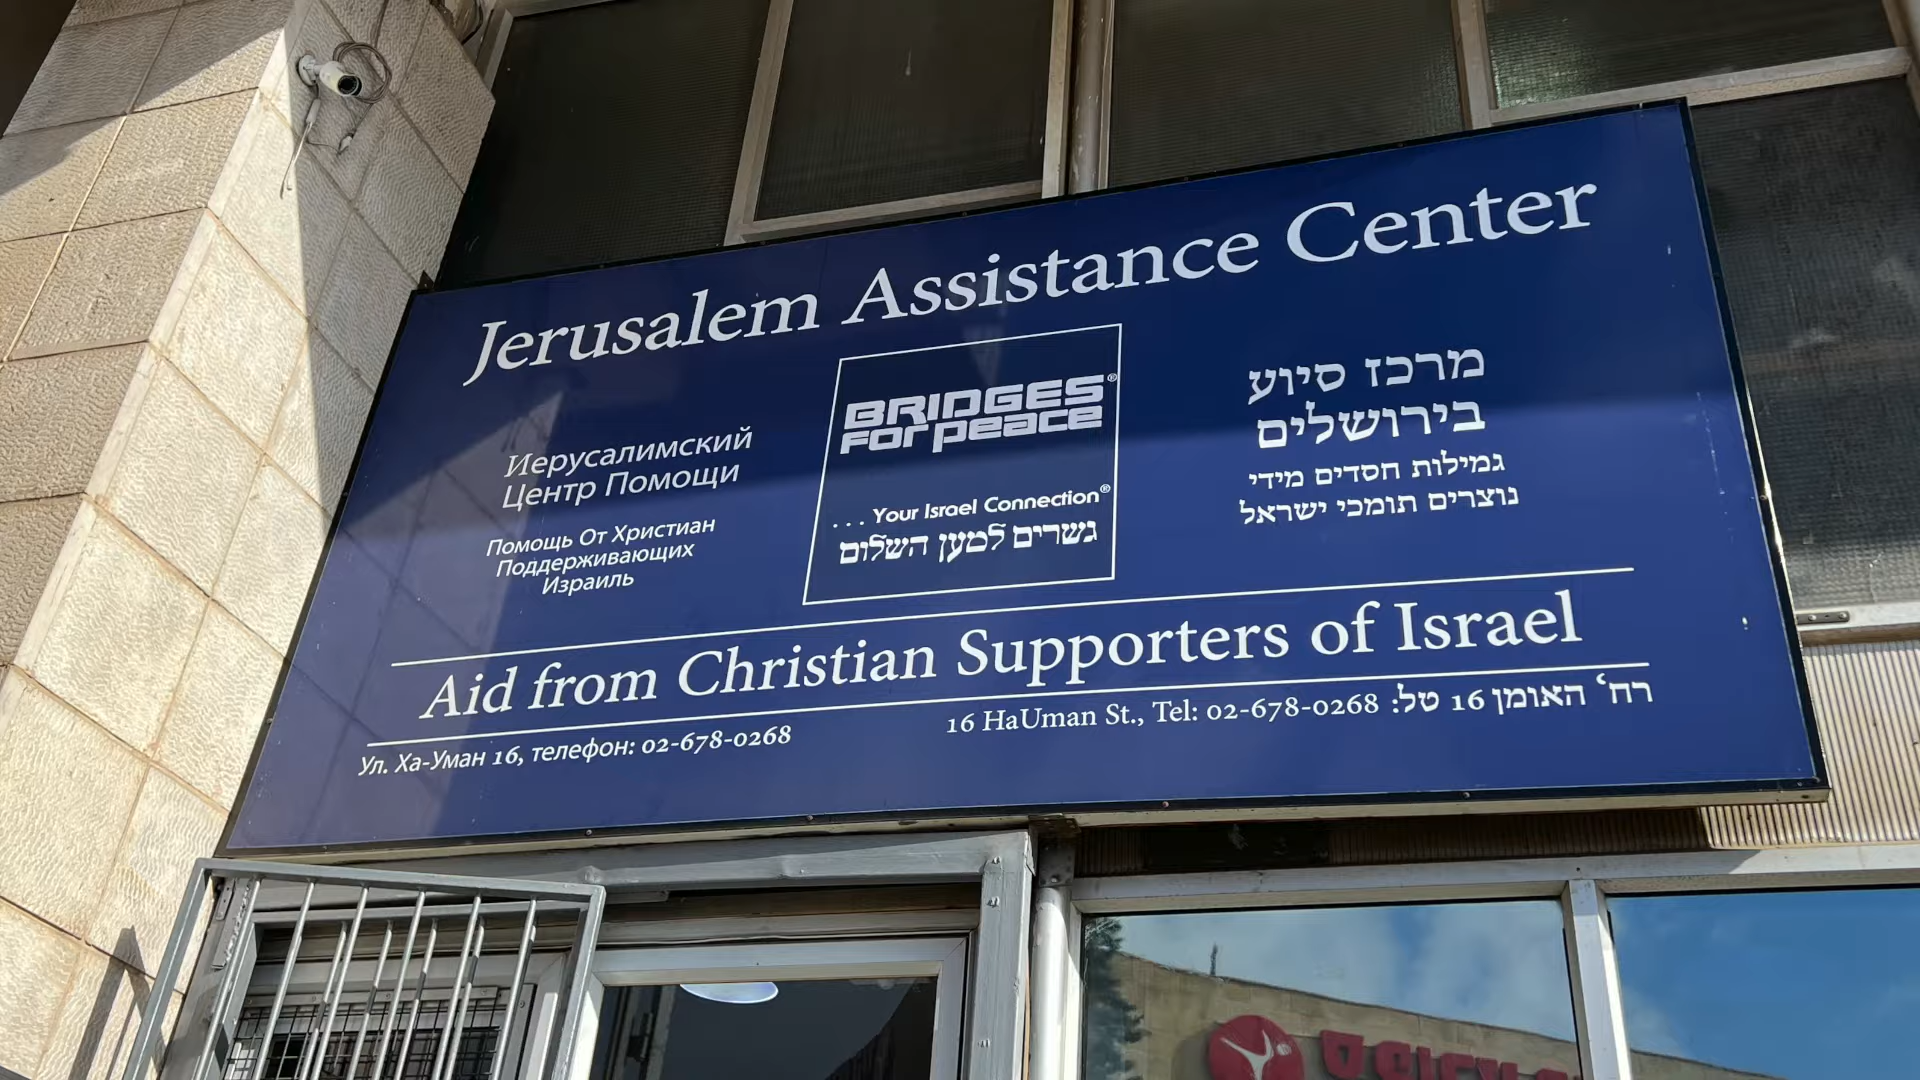 Jerusalem Assistance Center
Иерусалимский
Центр Помощи
Помощь От Христиан
Поддерживающих
Израиль
BRIDGES®
FOR PEACE
. . . Your Israel Connection®
גשרים למען השלום
מרכז סיוע
בירושלים
גמילות חסדים מידי
נוצרים תומכי ישראל
Aid from Christian Supporters of Israel
Ул. Ха-Уман 16, телефон: 02-678-0268
16 HaUman St., Tel: 02-678-0268 :רח‘ האומן 16 טל